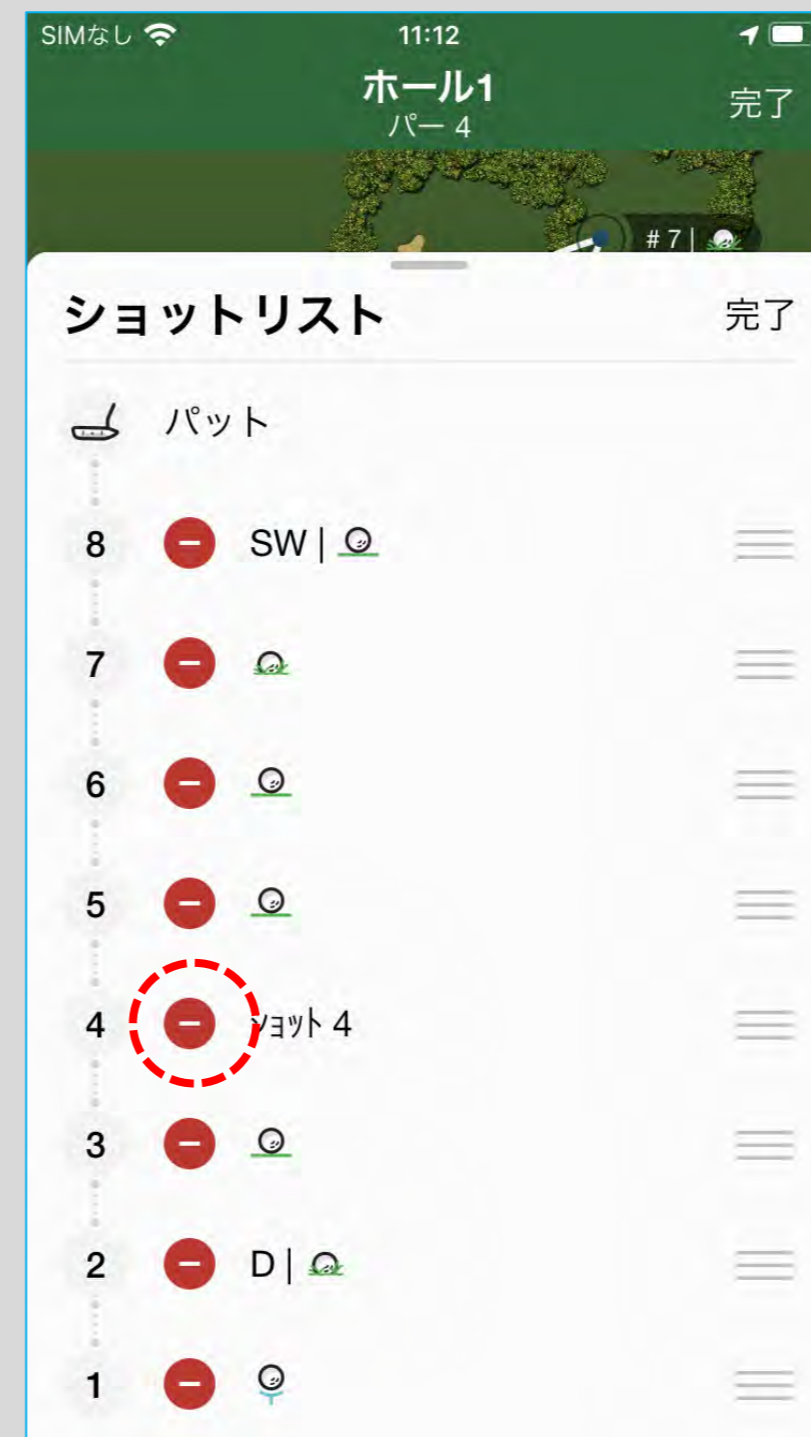 SIMなし 11:12
ホール1
完了
パー 4
# 7 |
ショットリスト 完了
パット
8 SW |
7
6
5
4 ショット 4
3
2 D |
1